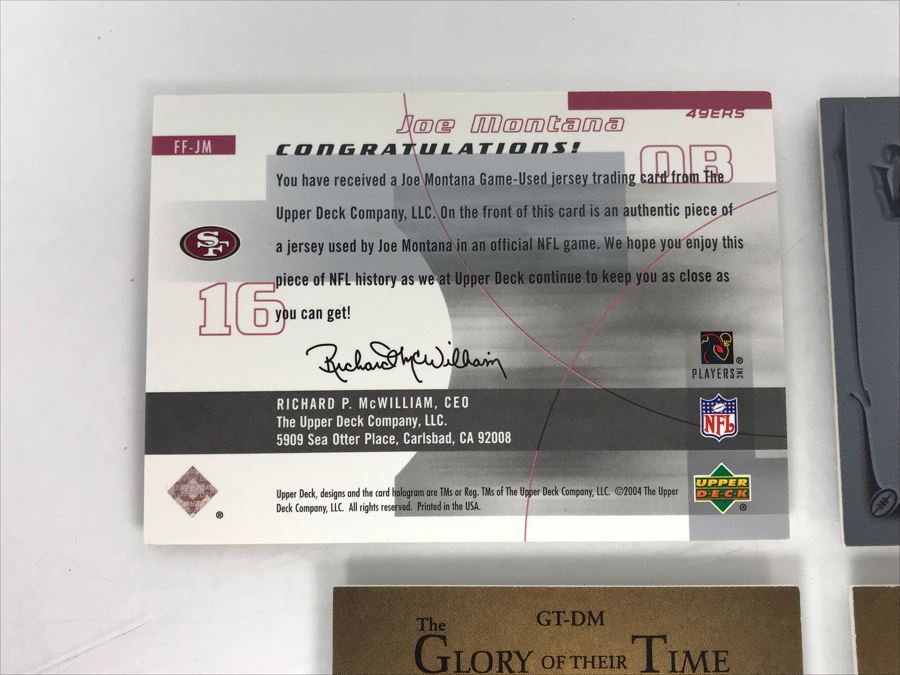 Joe Montana
49ERS
FF-JM
CONGRATULATIONS!
QB
You have received a Joe Montana Game-Used jersey trading card from The
Upper Deck Company, LLC. On the front of this card is an authentic piece of
a jersey used by Joe Montana in an official NFL game. We hope you enjoy this
piece of NFL history as we at Upper Deck continue to keep you as close as
you can get!
SF
16
Richard McWilliam
PLAYERS INC ®
RICHARD P. McWILLIAM, CEO
The Upper Deck Company, LLC.
5909 Sea Otter Place, Carlsbad, CA 92008
NFL
UPPER
DECK
®
®
Upper Deck, designs and the card hologram are TMs or Reg. TMs of The Upper Deck Company, LLC. ©2004 The Upper
Deck Company, LLC. All rights reserved. Printed in the USA.
GT-DM
The
GLORY OF THEIR TIME